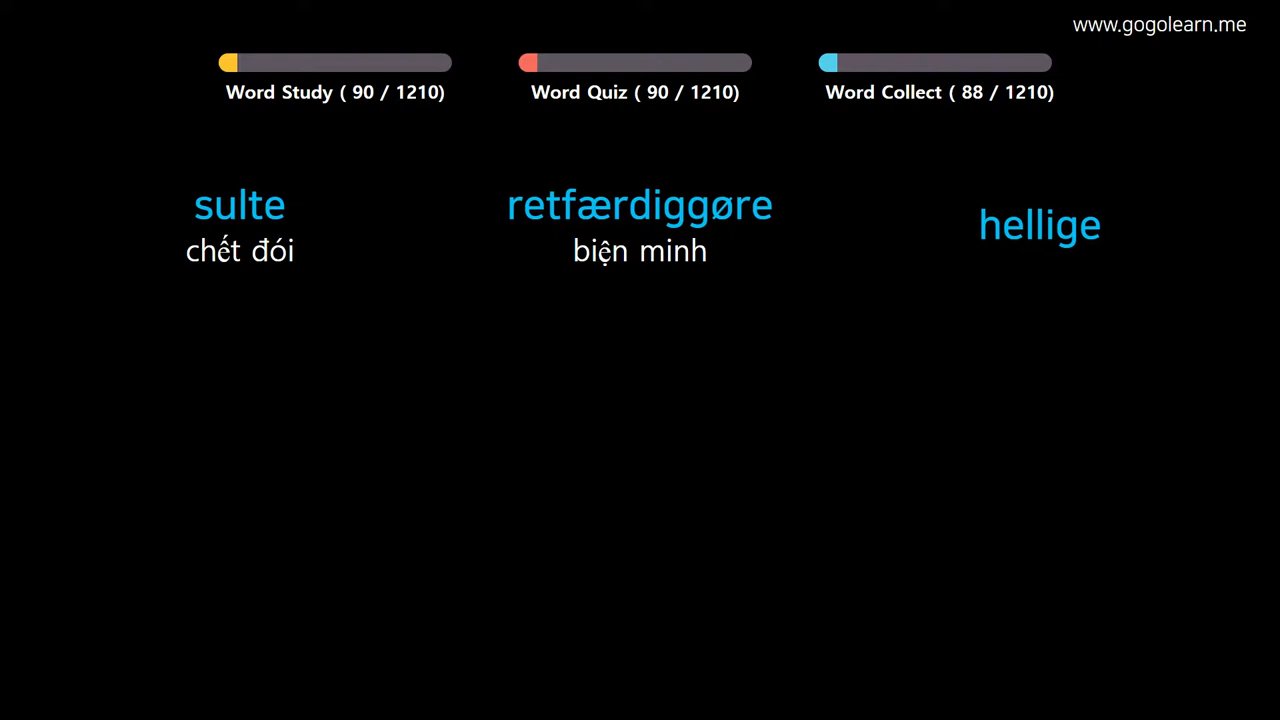 www.gogolearn.me
Word Study ( 90 / 1210)
Word Quiz ( 90 / 1210)
Word Collect ( 88 / 1210)
sulte
chết đói
retfærdiggøre
biện minh
hellige